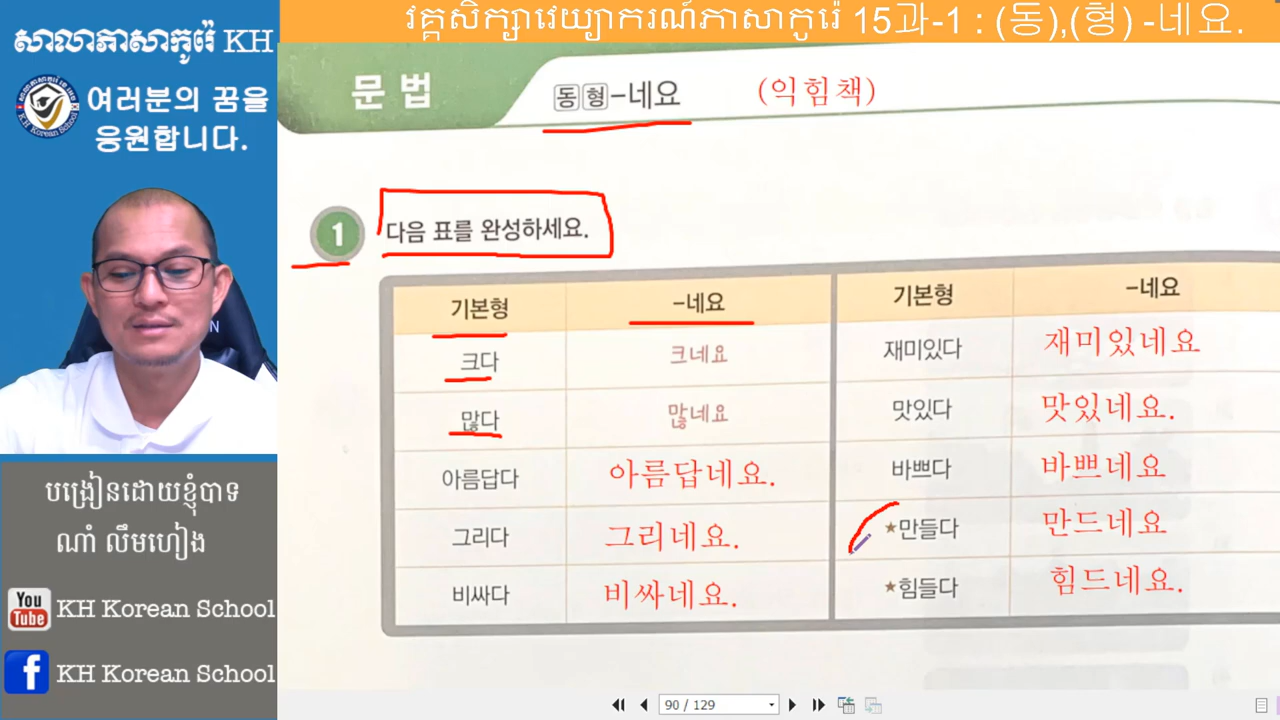 វគ្គសិក្សាវេយ្យាករណ៍ភាសាកូរ៉េ 15과-1 : (동),(형) -네요.
សាលាភាសាកូរ៉េ KH
여러분의 꿈을
응원합니다.
문법
동 형 -네요 (익힘책)
1 다음 표를 완성하세요.
기본형 -네요 기본형 -네요
크다 크네요 재미있다 재미있네요
많다 많네요 맛있다 맛있네요.
아름답다 아름답네요. 바쁘다 바쁘네요
그리다 그리네요. ★만들다 만드네요
비싸다 비싸네요. ★힘들다 힘드네요.
បង្រៀនដោយខ្ញុំបាទ
ណាំ លឹមហៀង
You Tube KH Korean School
f KH Korean School
90 / 129